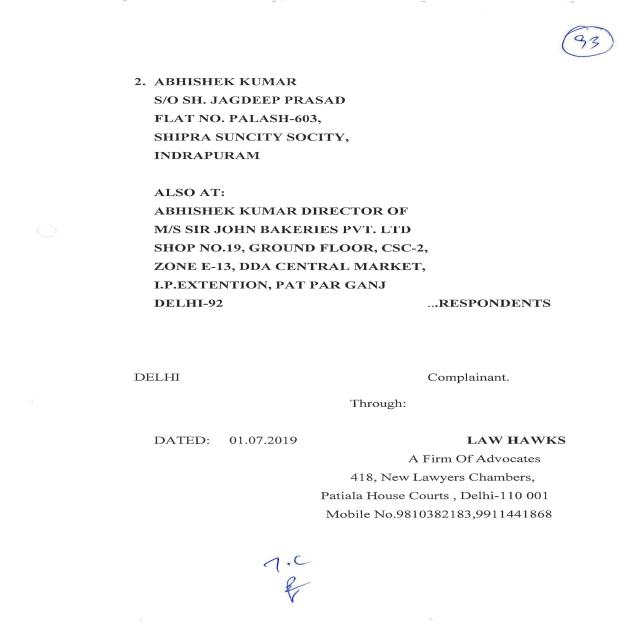 93
2. ABHISHEK KUMAR
S/O SH. JAGDEEP PRASAD
FLAT NO. PALASH-603,
SHIPRA SUNCITY SOCITY,
INDRAPURAM
ALSO AT:
ABHISHEK KUMAR DIRECTOR OF
M/S SIR JOHN BAKERIES PVT. LTD
SHOP NO.19, GROUND FLOOR, CSC-2,
ZONE E-13, DDA CENTRAL MARKET,
I.P.EXTENTION, PAT PAR GANJ
DELHI-92 ...RESPONDENTS
DELHI Complainant.
Through:
DATED: 01.07.2019 LAW HAWKS
A Firm Of Advocates
418, New Lawyers Chambers,
Patiala House Courts , Delhi-110 001
Mobile No.9810382183,9911441868
T.C